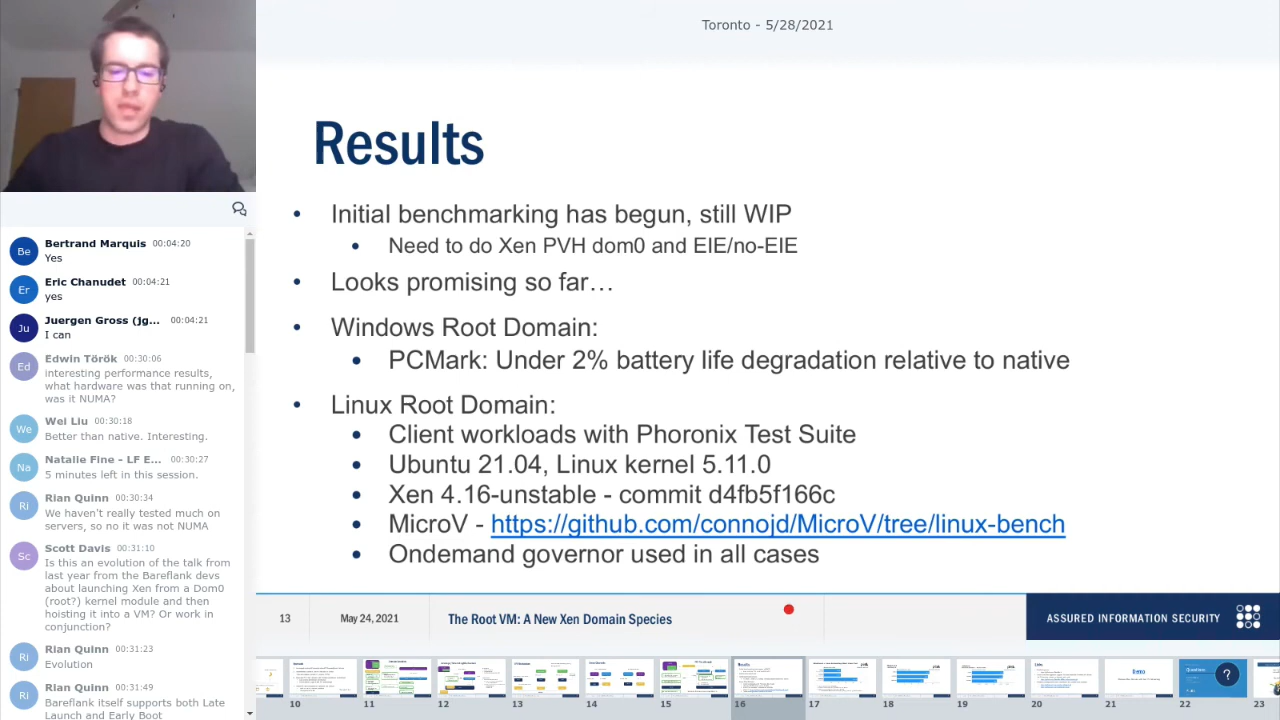 Toronto - 5/28/2021
Results
• Initial benchmarking has begun, still WIP
• Need to do Xen PVH dom0 and EIE/no-EIE
• Looks promising so far…
• Windows Root Domain:
• PCMark: Under 2% battery life degradation relative to native
• Linux Root Domain:
• Client workloads with Phoronix Test Suite
• Ubuntu 21.04, Linux kernel 5.11.0
• Xen 4.16-unstable - commit d4fb5f166c
• MicroV - https://github.com/connojd/MicroV/tree/linux-bench
• Ondemand governor used in all cases
13
May 24, 2021
The Root VM: A New Xen Domain Species
ASSURED INFORMATION SECURITY
Be
Bertrand Marquis 00:04:20
Yes
Er
Eric Chanudet 00:04:21
yes
Ju
Juergen Gross (jg... 00:04:21
I can
Ed
Edwin Török 00:30:06
interesting performance results,
what hardware was that running on,
was it NUMA?
We
Wei Liu 00:30:18
Better than native. Interesting.
Na
Natalie Fine - LF E... 00:30:27
5 minutes left in this session.
Ri
Rian Quinn 00:30:34
We haven't really tested much on
servers, so no it was not NUMA
Sc
Scott Davis 00:31:10
Is this an evolution of the talk from
last year from the Bareflank devs
about launching Xen from a Dom0
(root?) kernel module and then
hoisting it into a VM? Or work in
conjunction?
Ri
Rian Quinn 00:31:23
Evolution
Ri
Rian Quinn 00:31:49
Bareflank itself supports both Late
Launch and Early Boot
10 11 12 13 14 15 16 17 18 19 20 21 22 23